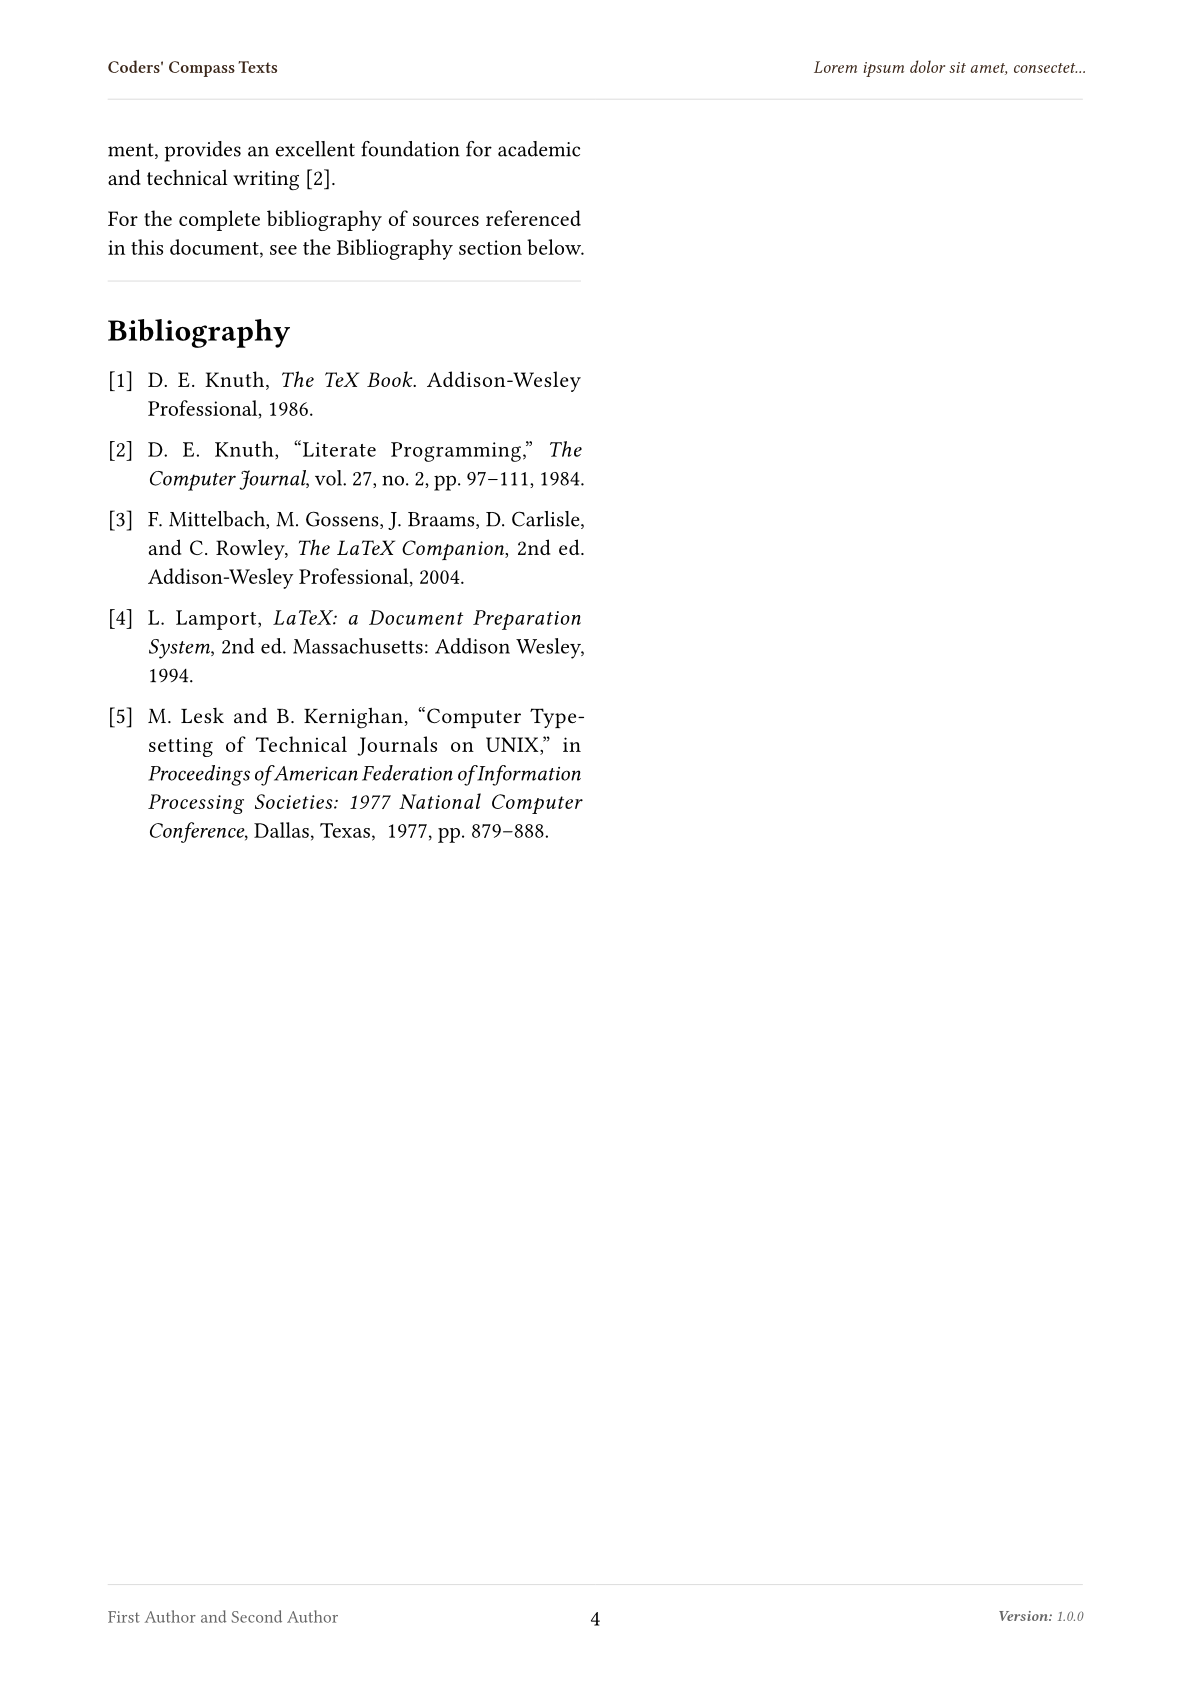 Coders' Compass Texts
Lorem ipsum dolor sit amet, consectet...
ment, provides an excellent foundation for academic
and technical writing [2].
For the complete bibliography of sources referenced
in this document, see the Bibliography section below.
Bibliography
[1] D. E. Knuth, The TeX Book. Addison-Wesley
Professional, 1986.
[2] D. E. Knuth, “Literate Programming,” The
Computer Journal, vol. 27, no. 2, pp. 97–111, 1984.
[3] F. Mittelbach, M. Gossens, J. Braams, D. Carlisle,
and C. Rowley, The LaTeX Companion, 2nd ed.
Addison-Wesley Professional, 2004.
[4] L. Lamport, LaTeX: a Document Preparation
System, 2nd ed. Massachusetts: Addison Wesley,
1994.
[5] M. Lesk and B. Kernighan, “Computer Type-
setting of Technical Journals on UNIX,” in
Proceedings of American Federation of Information
Processing Societies: 1977 National Computer
Conference, Dallas, Texas, 1977, pp. 879–888.
First Author and Second Author
4
Version: 1.0.0